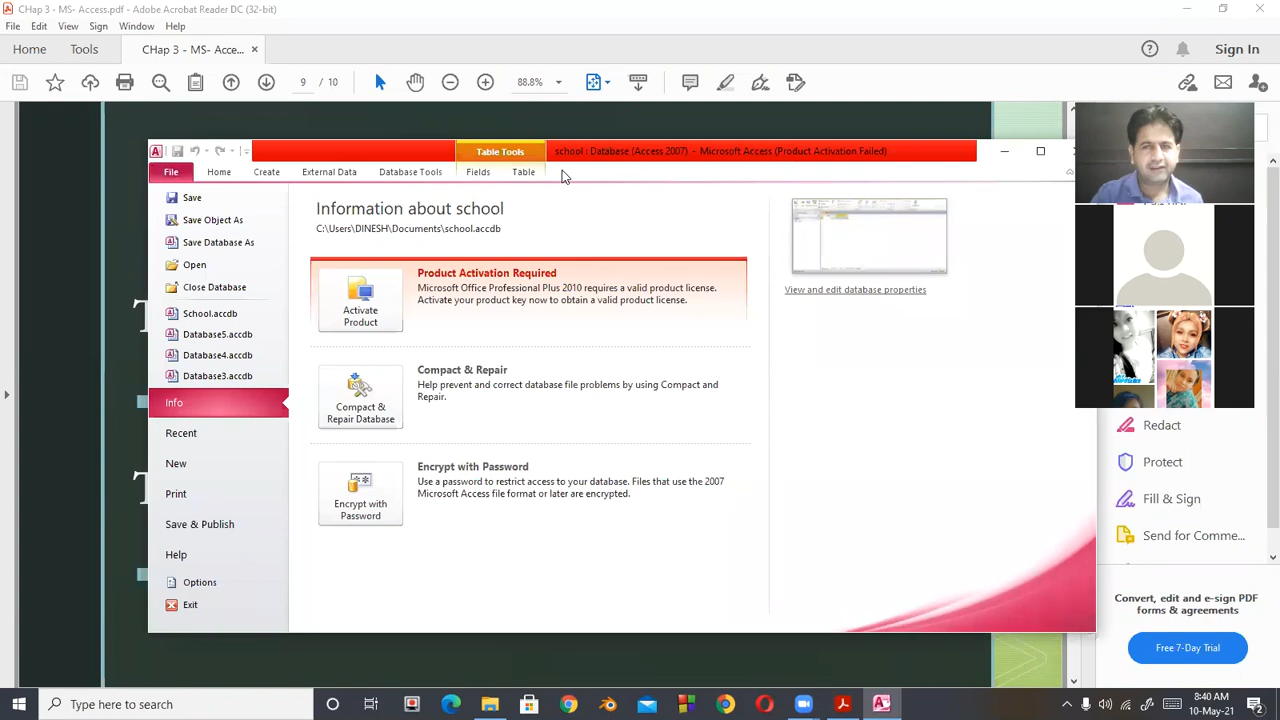 CHap 3 - MS- Access.pdf - Adobe Acrobat Reader DC (32-bit)
File Edit View Sign Window Help
Home Tools CHap 3 - MS- Acce... × Sign In
9 / 10 88.8%
Table Tools school : Database (Access 2007) - Microsoft Access (Product Activation Failed)
File Home Create External Data Database Tools Fields Table
Save
Save Object As
Save Database As
Open
Close Database
School.accdb
Database5.accdb
Database4.accdb
Database3.accdb
Info
Recent
New
Print
Save & Publish
Help
Options
Exit
Information about school
C:\Users\DINESH\Documents\school.accdb
Activate
Product
Product Activation Required
Microsoft Office Professional Plus 2010 requires a valid product license.
Activate your product key now to obtain a valid product license.
Compact &
Repair Database
Compact & Repair
Help prevent and correct database file problems by using Compact and
Repair.
Encrypt with
Password
Encrypt with Password
Use a password to restrict access to your database. Files that use the 2007
Microsoft Access file format or later are encrypted.
View and edit database properties
Redact
Protect
Fill & Sign
Send for Comme...
Convert, edit and e-sign PDF
forms & agreements
Free 7-Day Trial
Type here to search
8:40 AM
10-May-21
2